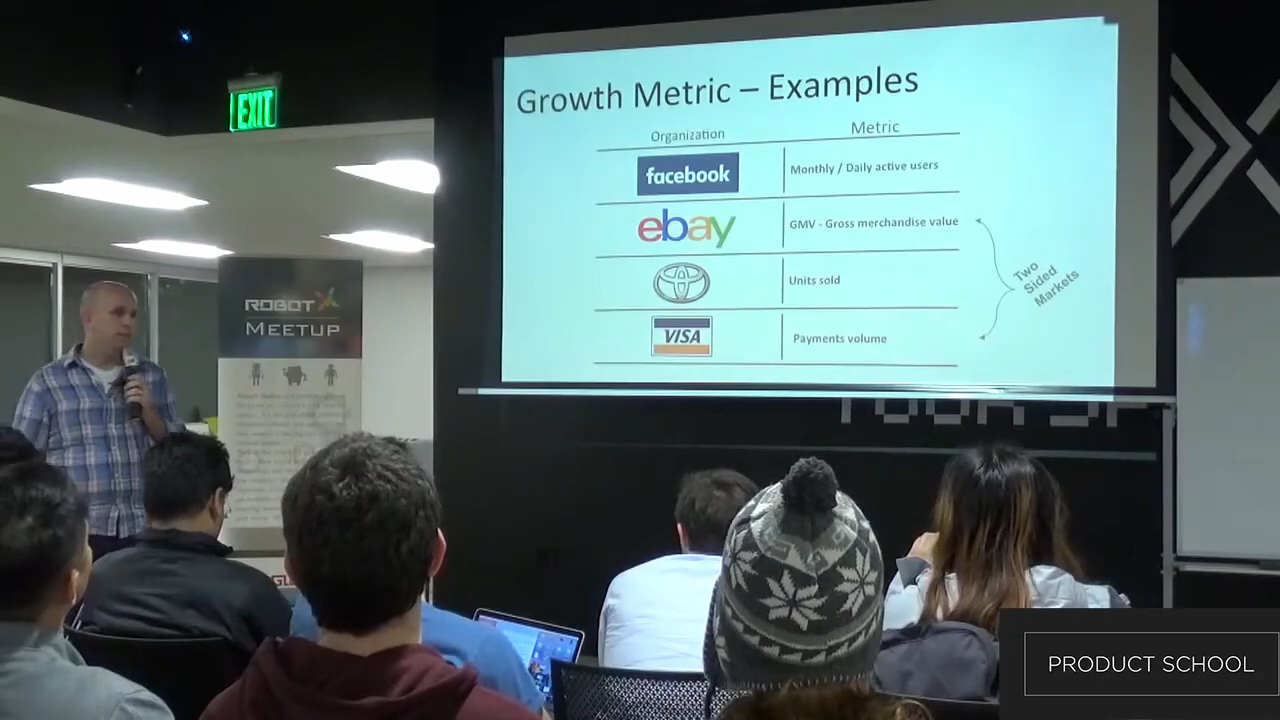 EXIT
Growth Metric – Examples
Organization
Metric
facebook
Monthly / Daily active users
ebay
GMV - Gross merchandise value
Units sold
VISA
Payments volume
Two
Sided
Markets
ROBOTX
MEETUP
PRODUCT SCHOOL